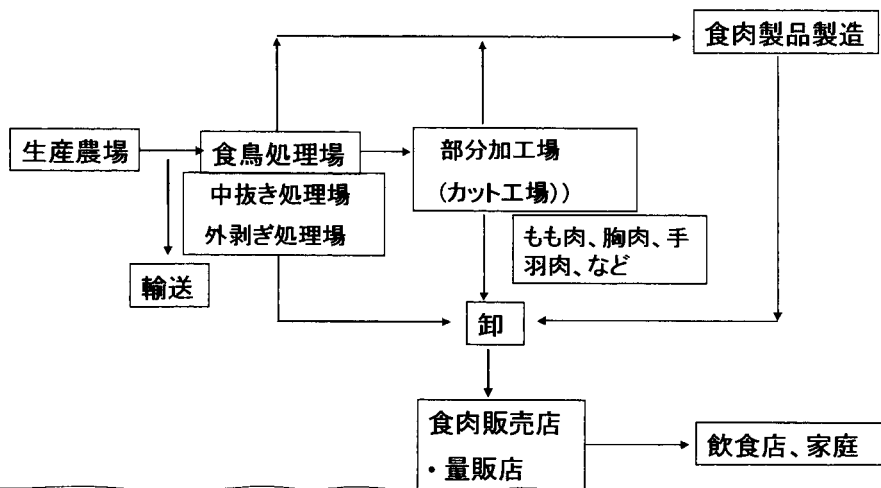 食肉製品製造
生産農場
食鳥処理場
中抜き処理場
外剥ぎ処理場
部分加工場
(カット工場))
もも肉、胸肉、手
羽肉、など
輸送
卸
食肉販売店
・量販店
飲食店、家庭